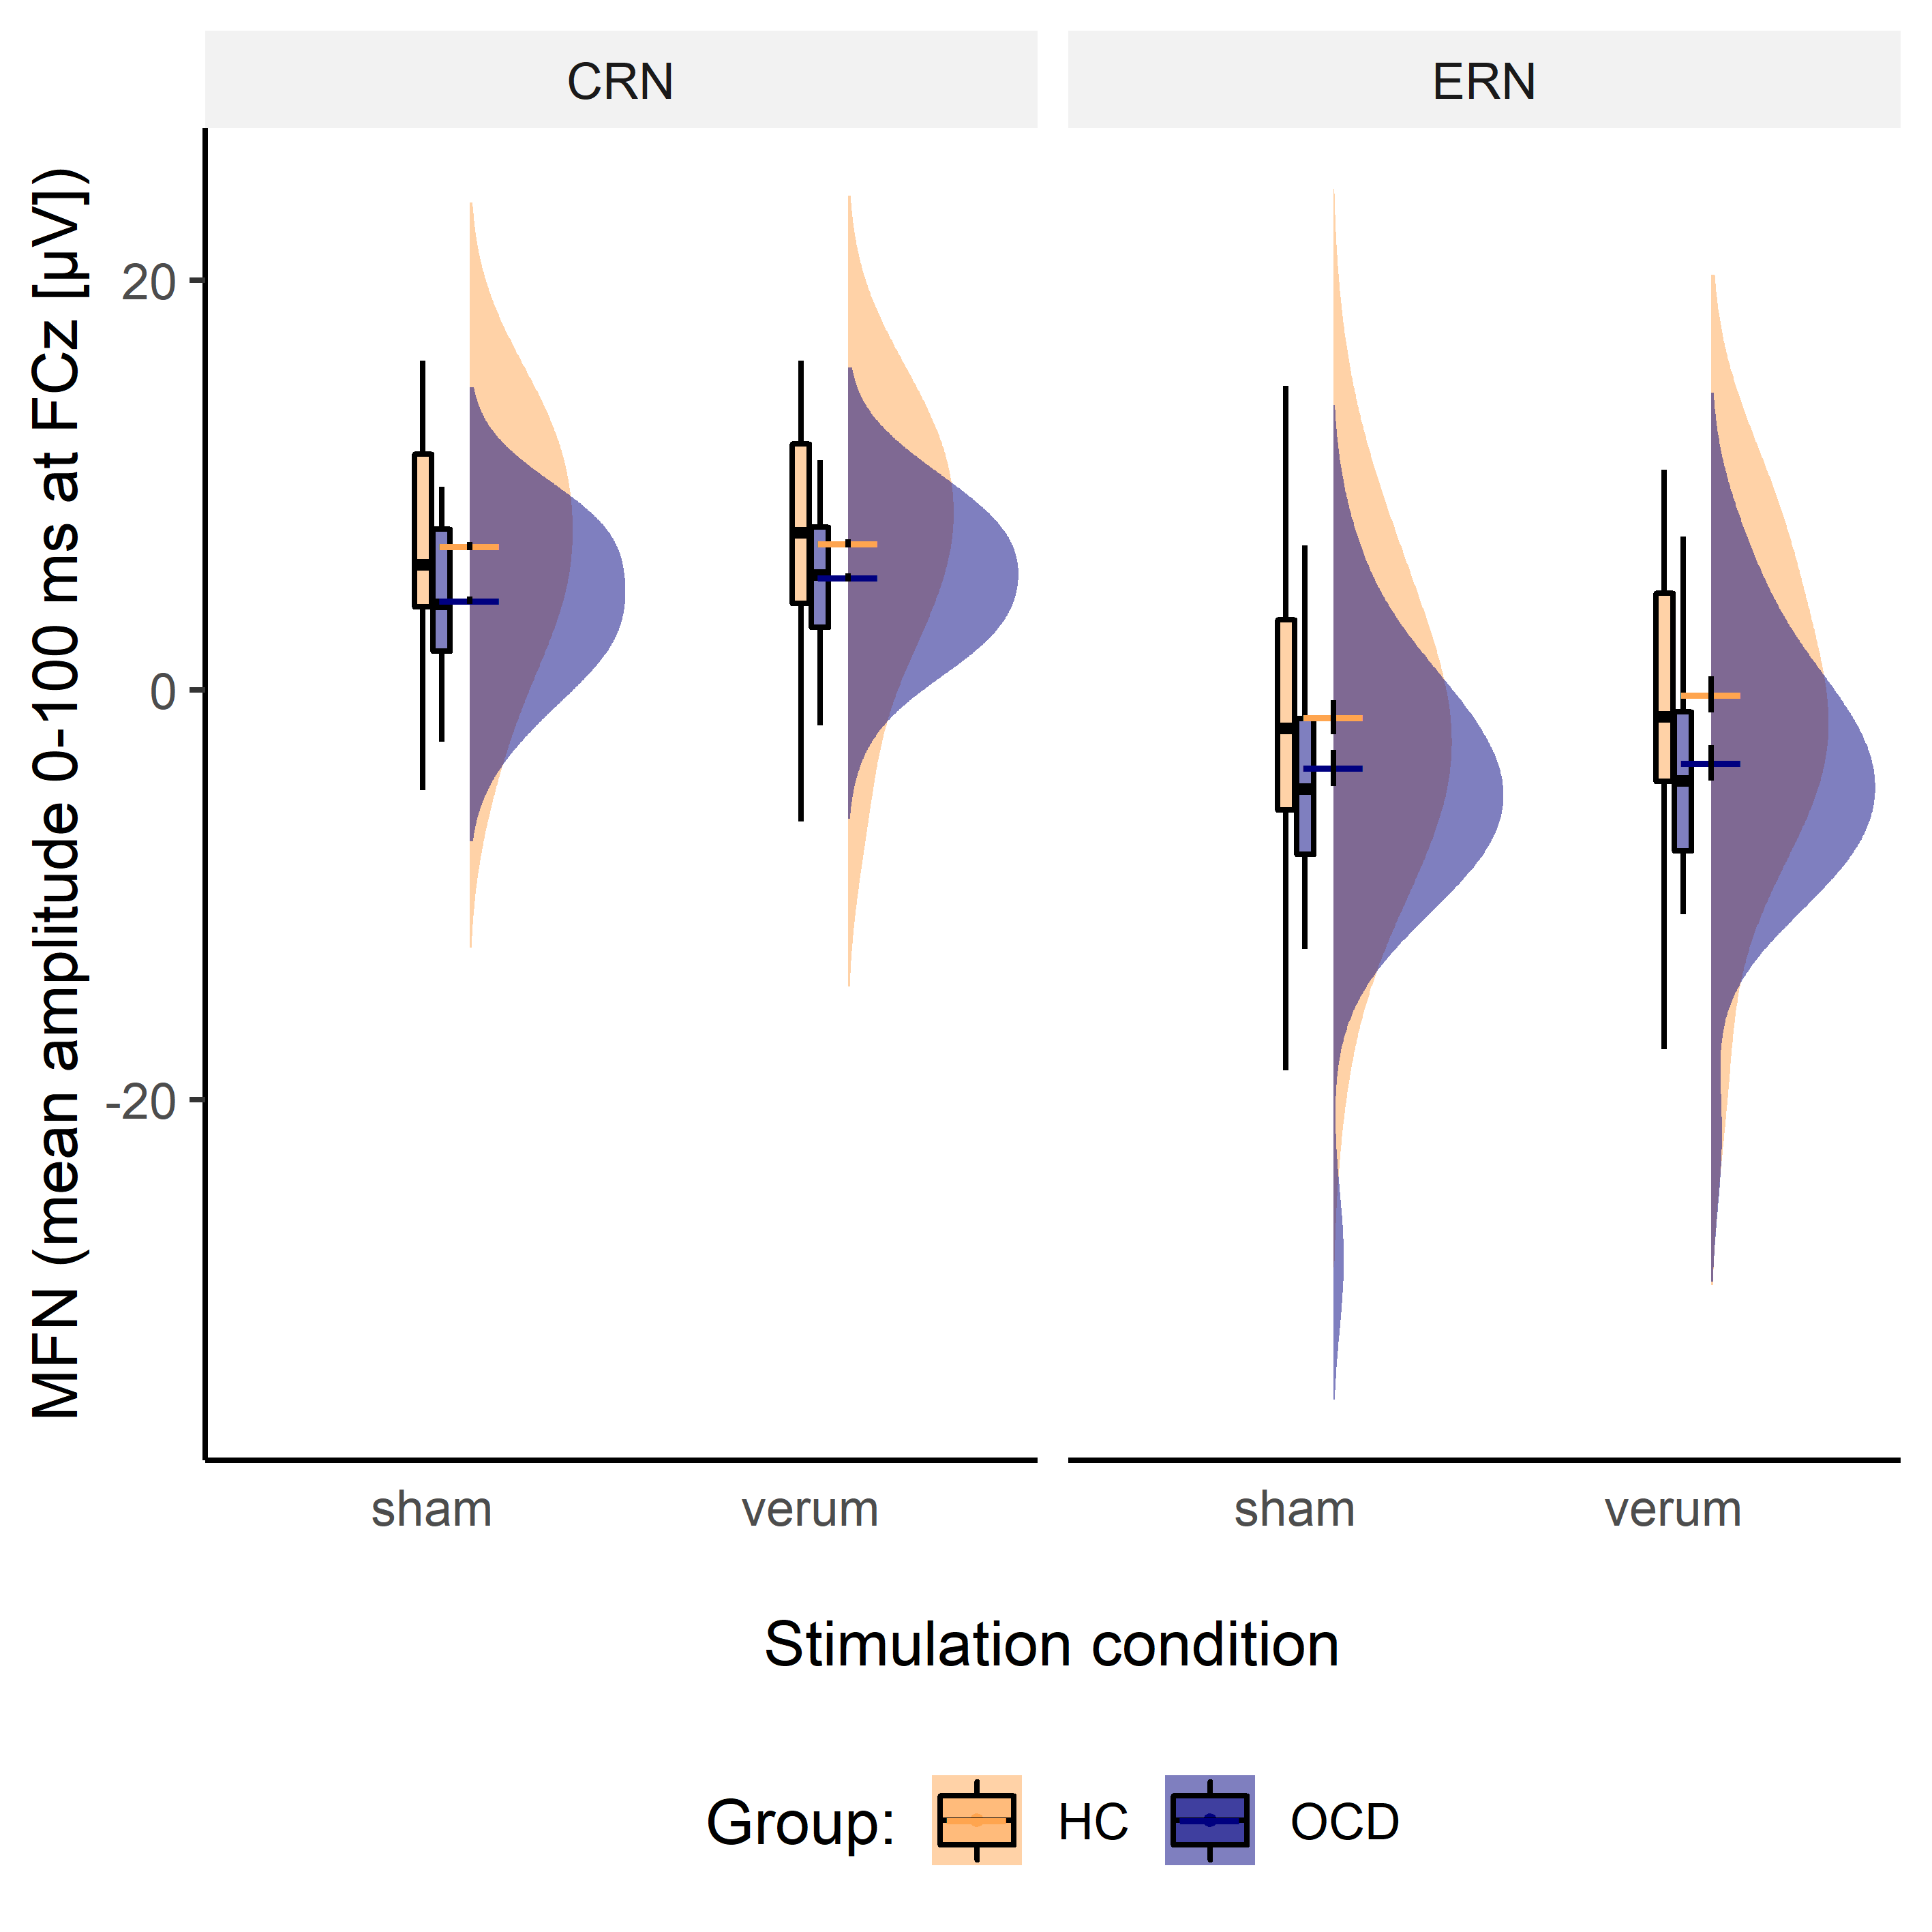 CRN
ERN
MFN (mean amplitude 0-100 ms at FCz [µV])
20
0
-20
sham
verum
sham
verum
Stimulation condition
Group:
HC
OCD